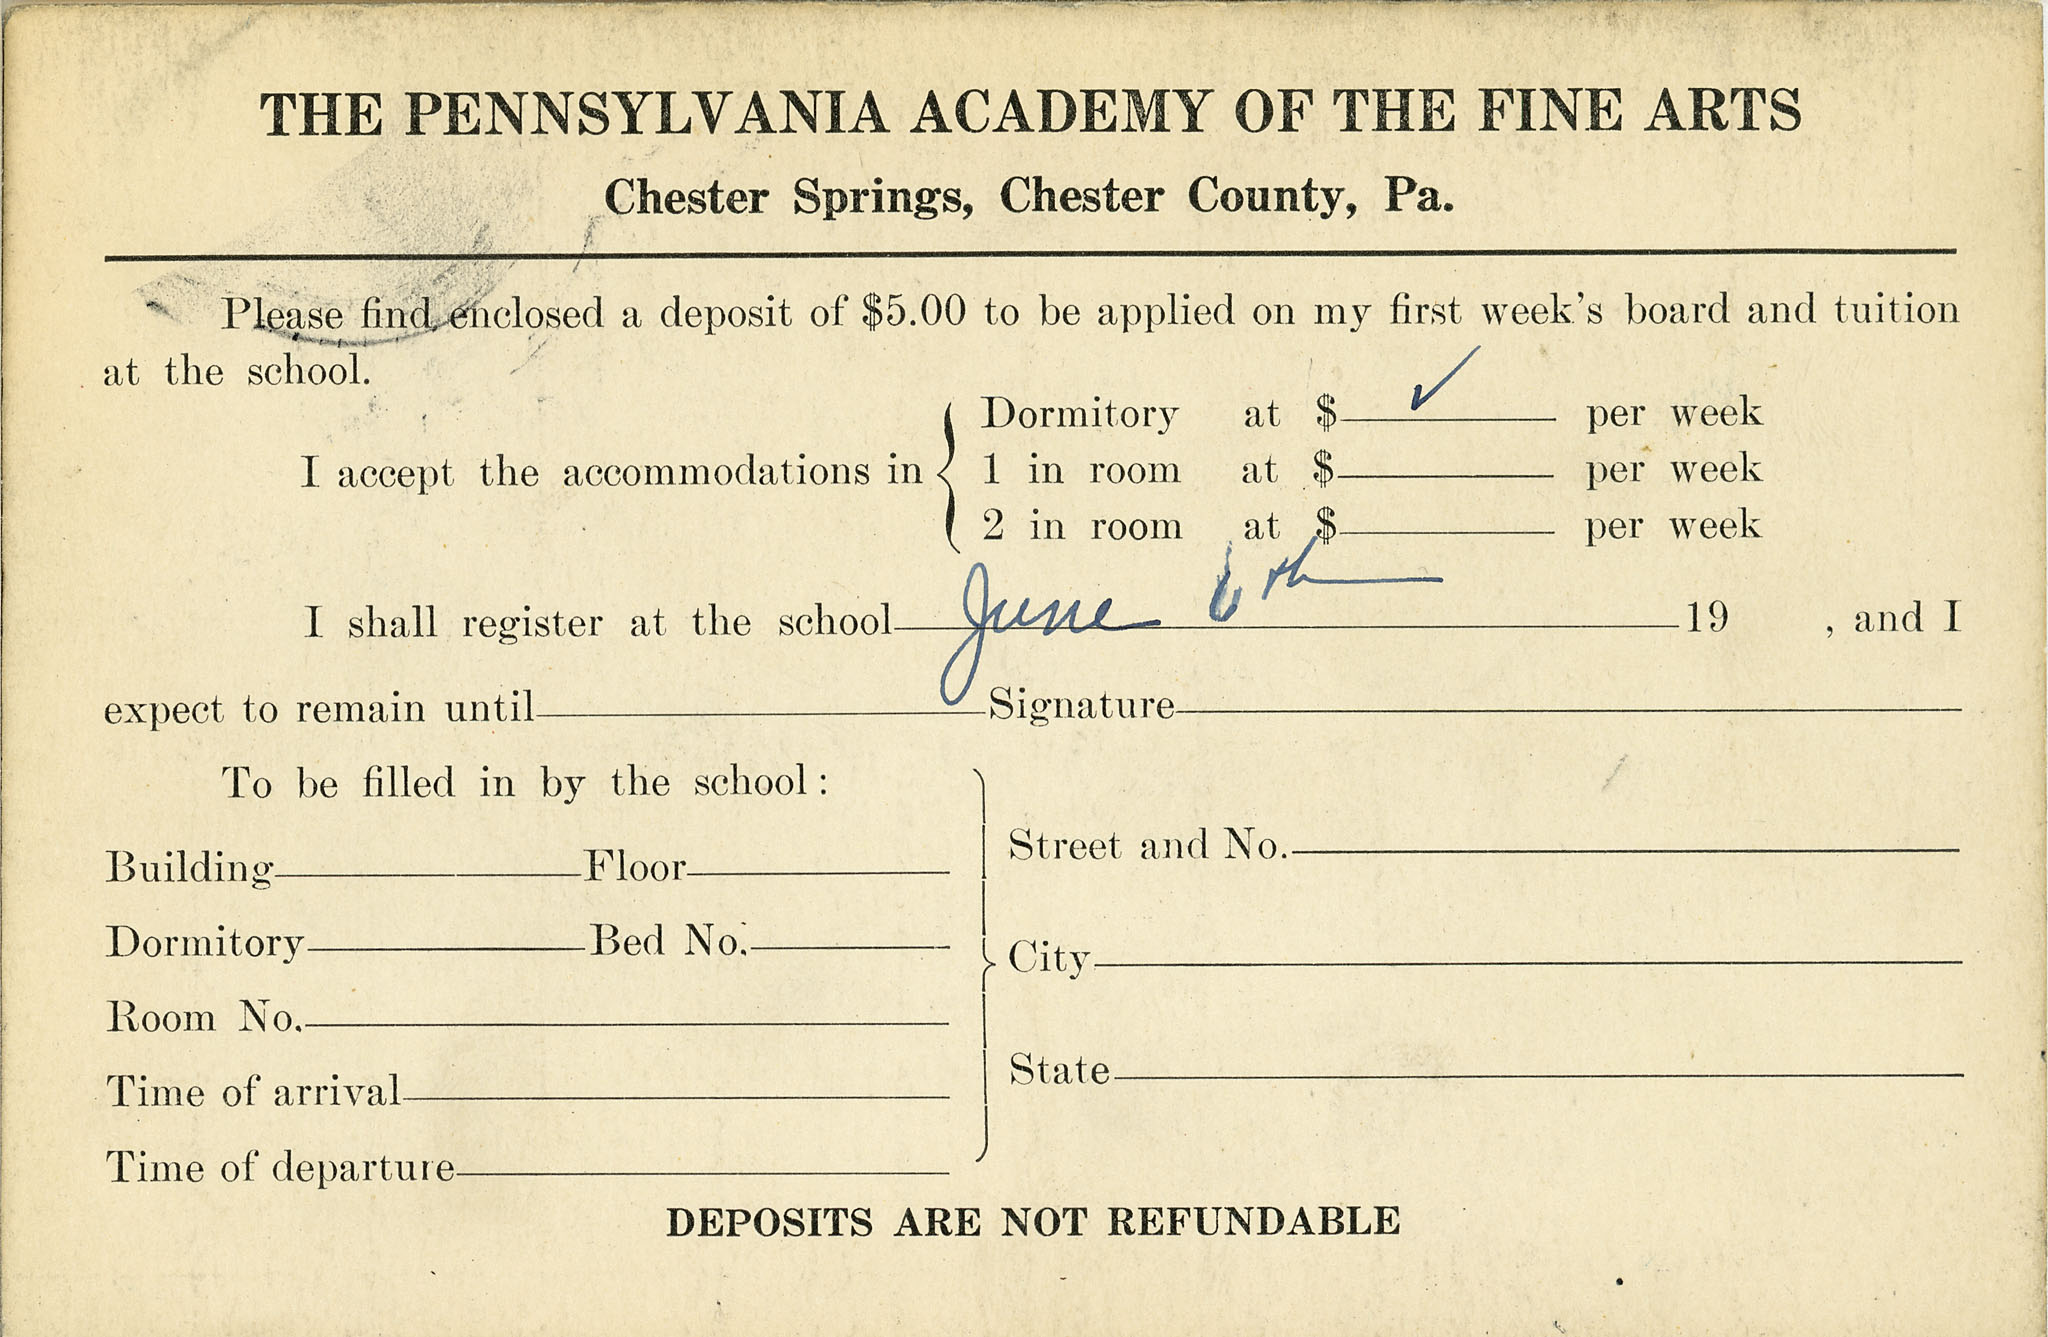 THE PENNSYLVANIA ACADEMY OF THE FINE ARTS
Chester Springs, Chester County, Pa.
Please find enclosed a deposit of $5.00 to be applied on my first week's board and tuition
at the school.
Dormitory at $ ✓ per week
I accept the accommodations in { 1 in room at $ per week
2 in room at $ per week
I shall register at the school June 6th 19 , and I
expect to remain until Signature
To be filled in by the school:
Street and No.
Building Floor
Dormitory Bed No.
City
Room No.
State
Time of arrival
Time of departure
DEPOSITS ARE NOT REFUNDABLE